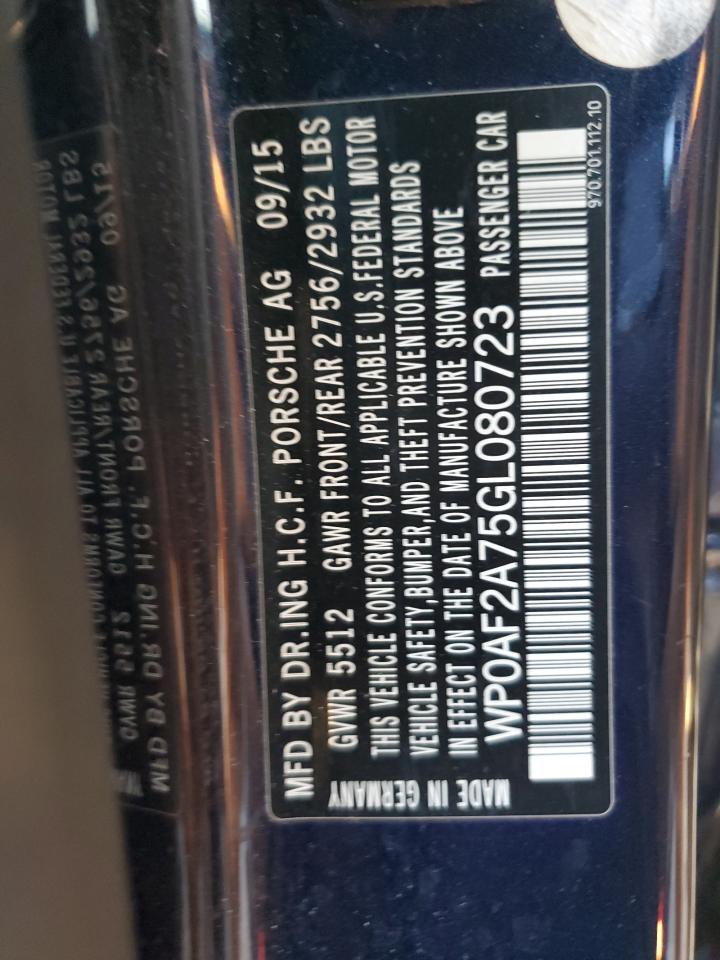 MFD BY DR.ING H.C.F. PORSCHE AG 09/15
GVWR 5512 GAWR FRONT/REAR 2756/2932 LBS
THIS VEHICLE CONFORMS TO ALL APPLICABLE U.S.FEDERAL MOTOR
VEHICLE SAFETY,BUMPER,AND THEFT PREVENTION STANDARDS
IN EFFECT ON THE DATE OF MANUFACTURE SHOWN ABOVE
WP0AF2A75GL080723 PASSENGER CAR
MADE IN GERMANY
970.701.112.10